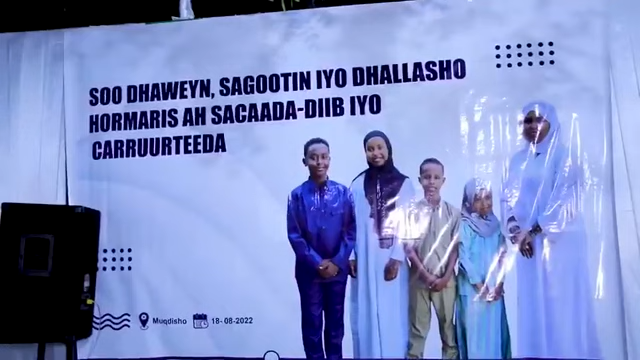 SOO DHAWEYN, SAGOOTIN IYO DHALLASHO
HORMARIS AH SACAADA-DIIB IYO
CARRUURTEEDA
Muqdisho 18-08-2022